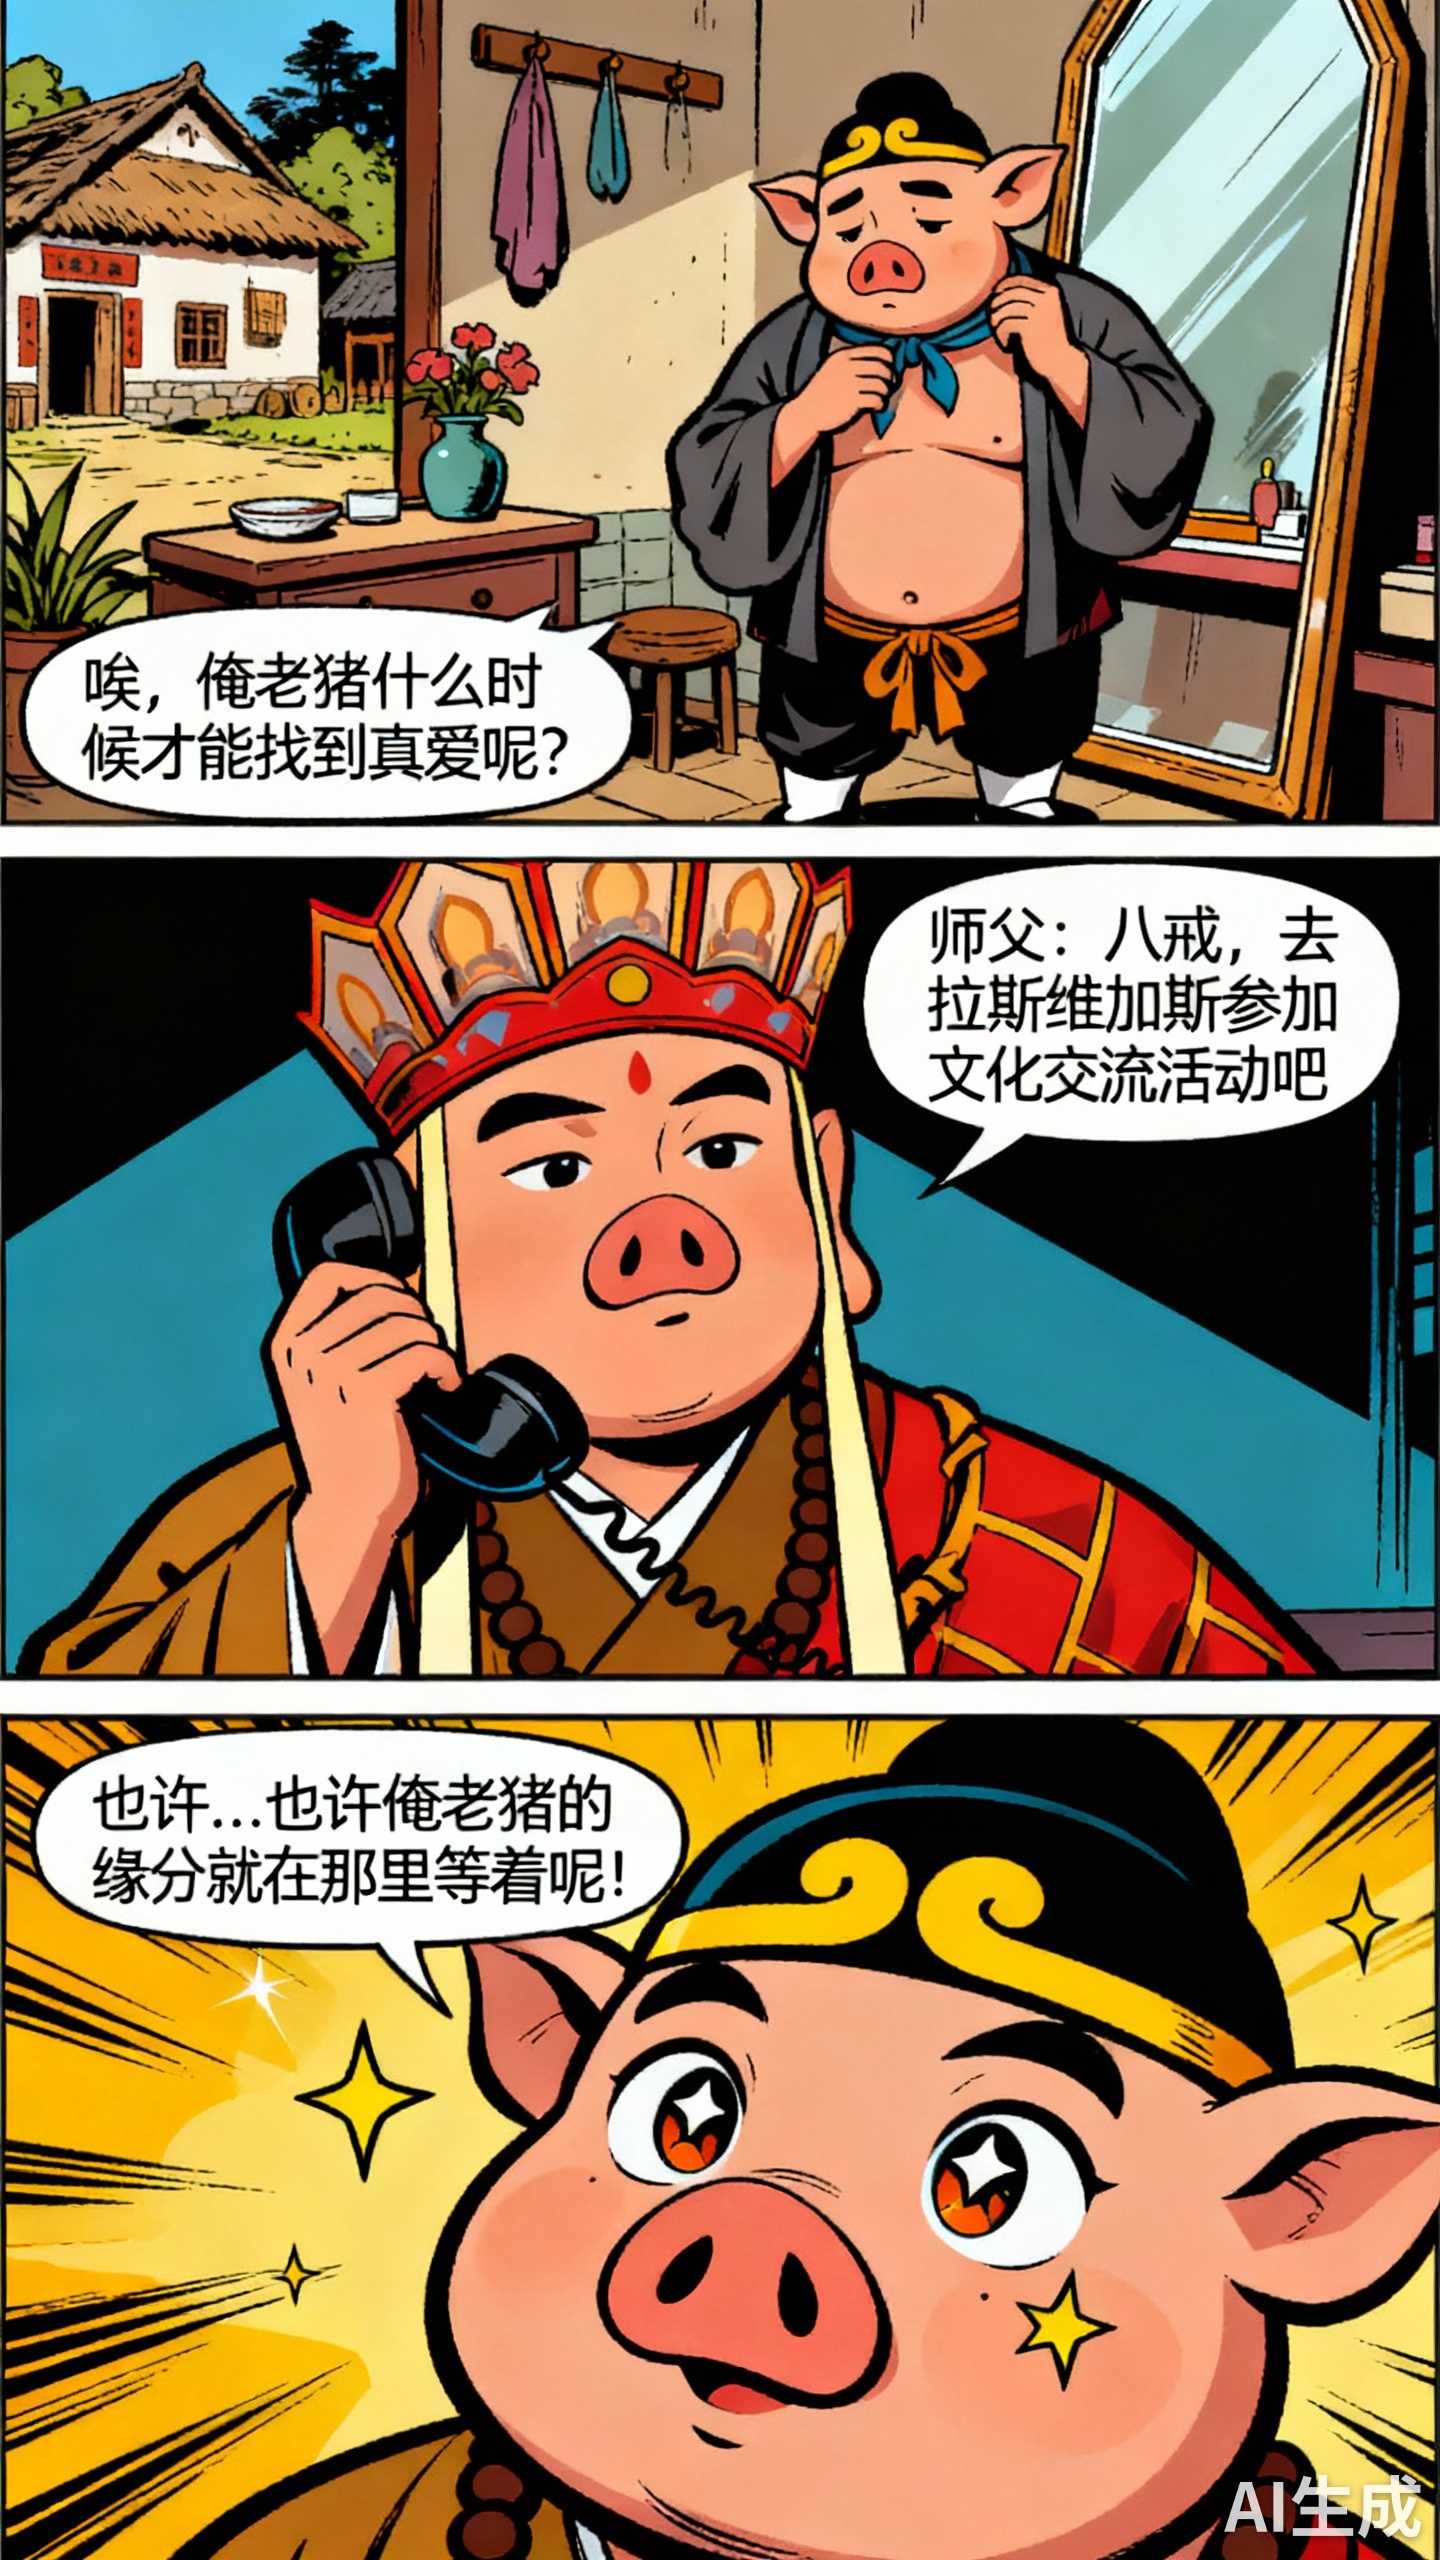 唉，俺老猪什么时
候才能找到真爱呢？
师父：八戒，去
拉斯维加斯参加
文化交流活动吧
也许...也许俺老猪的
缘分就在那里等着呢！
AI生成